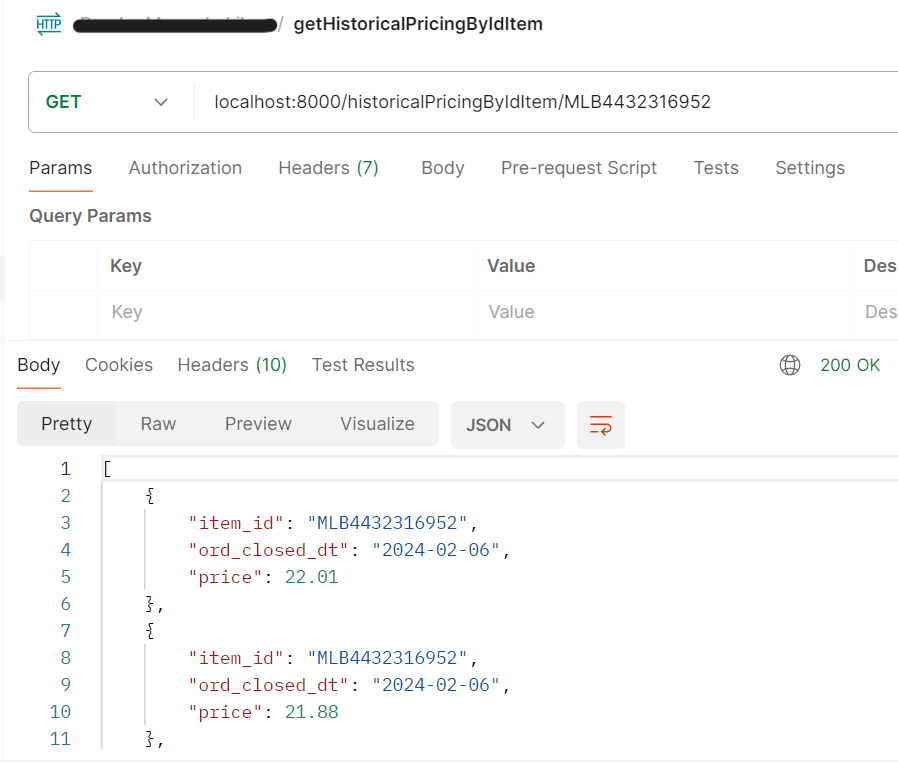 HTTP / getHistoricalPricingByIdItem
GET localhost:8000/historicalPricingByIdItem/MLB4432316952
Params Authorization Headers (7) Body Pre-request Script Tests Settings
Query Params
Key Value Des
Key Value Des
Body Cookies Headers (10) Test Results 200 OK
Pretty Raw Preview Visualize JSON
1 [
2 {
3 "item_id": "MLB4432316952",
4 "ord_closed_dt": "2024-02-06",
5 "price": 22.01
6 },
7 {
8 "item_id": "MLB4432316952",
9 "ord_closed_dt": "2024-02-06",
10 "price": 21.88
11 },